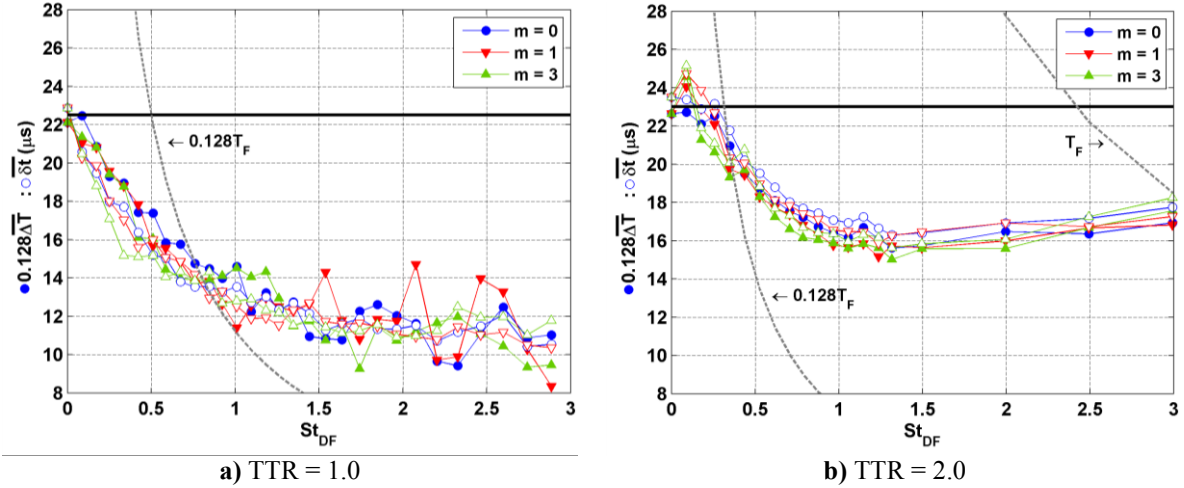 28
26
24
22
20
18
16
14
12
10
8
● 0.128ΔT : ○ δt (μs)
m = 0
m = 1
m = 3
← 0.128T_F
0 0.5 1 1.5 2 2.5 3
St_DF
a) TTR = 1.0
28
26
24
22
20
18
16
14
12
10
8
● 0.128ΔT : ○ δt (μs)
m = 0
m = 1
m = 3
T_F →
← 0.128T_F
0 0.5 1 1.5 2 2.5 3
St_DF
b) TTR = 2.0